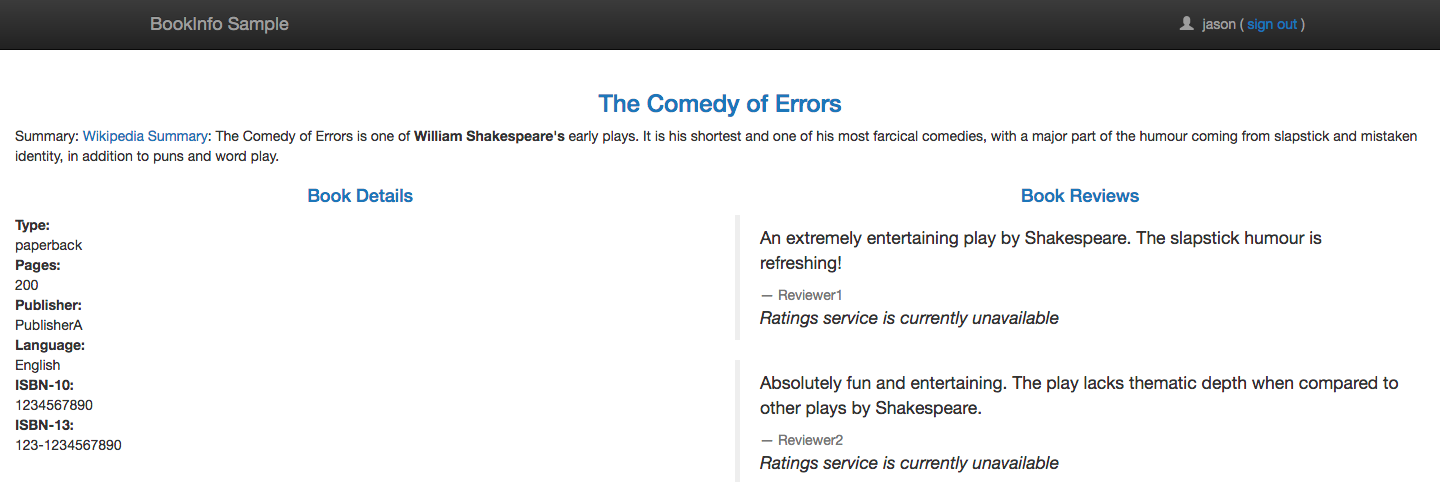 BookInfo Sample
jason ( sign out )
The Comedy of Errors
Summary: Wikipedia Summary: The Comedy of Errors is one of William Shakespeare's early plays. It is his shortest and one of his most farcical comedies, with a major part of the humour coming from slapstick and mistaken
identity, in addition to puns and word play.
Book Details
Type:
paperback
Pages:
200
Publisher:
PublisherA
Language:
English
ISBN-10:
1234567890
ISBN-13:
123-1234567890
Book Reviews
An extremely entertaining play by Shakespeare. The slapstick humour is
refreshing!
— Reviewer1
Ratings service is currently unavailable
Absolutely fun and entertaining. The play lacks thematic depth when compared to
other plays by Shakespeare.
— Reviewer2
Ratings service is currently unavailable